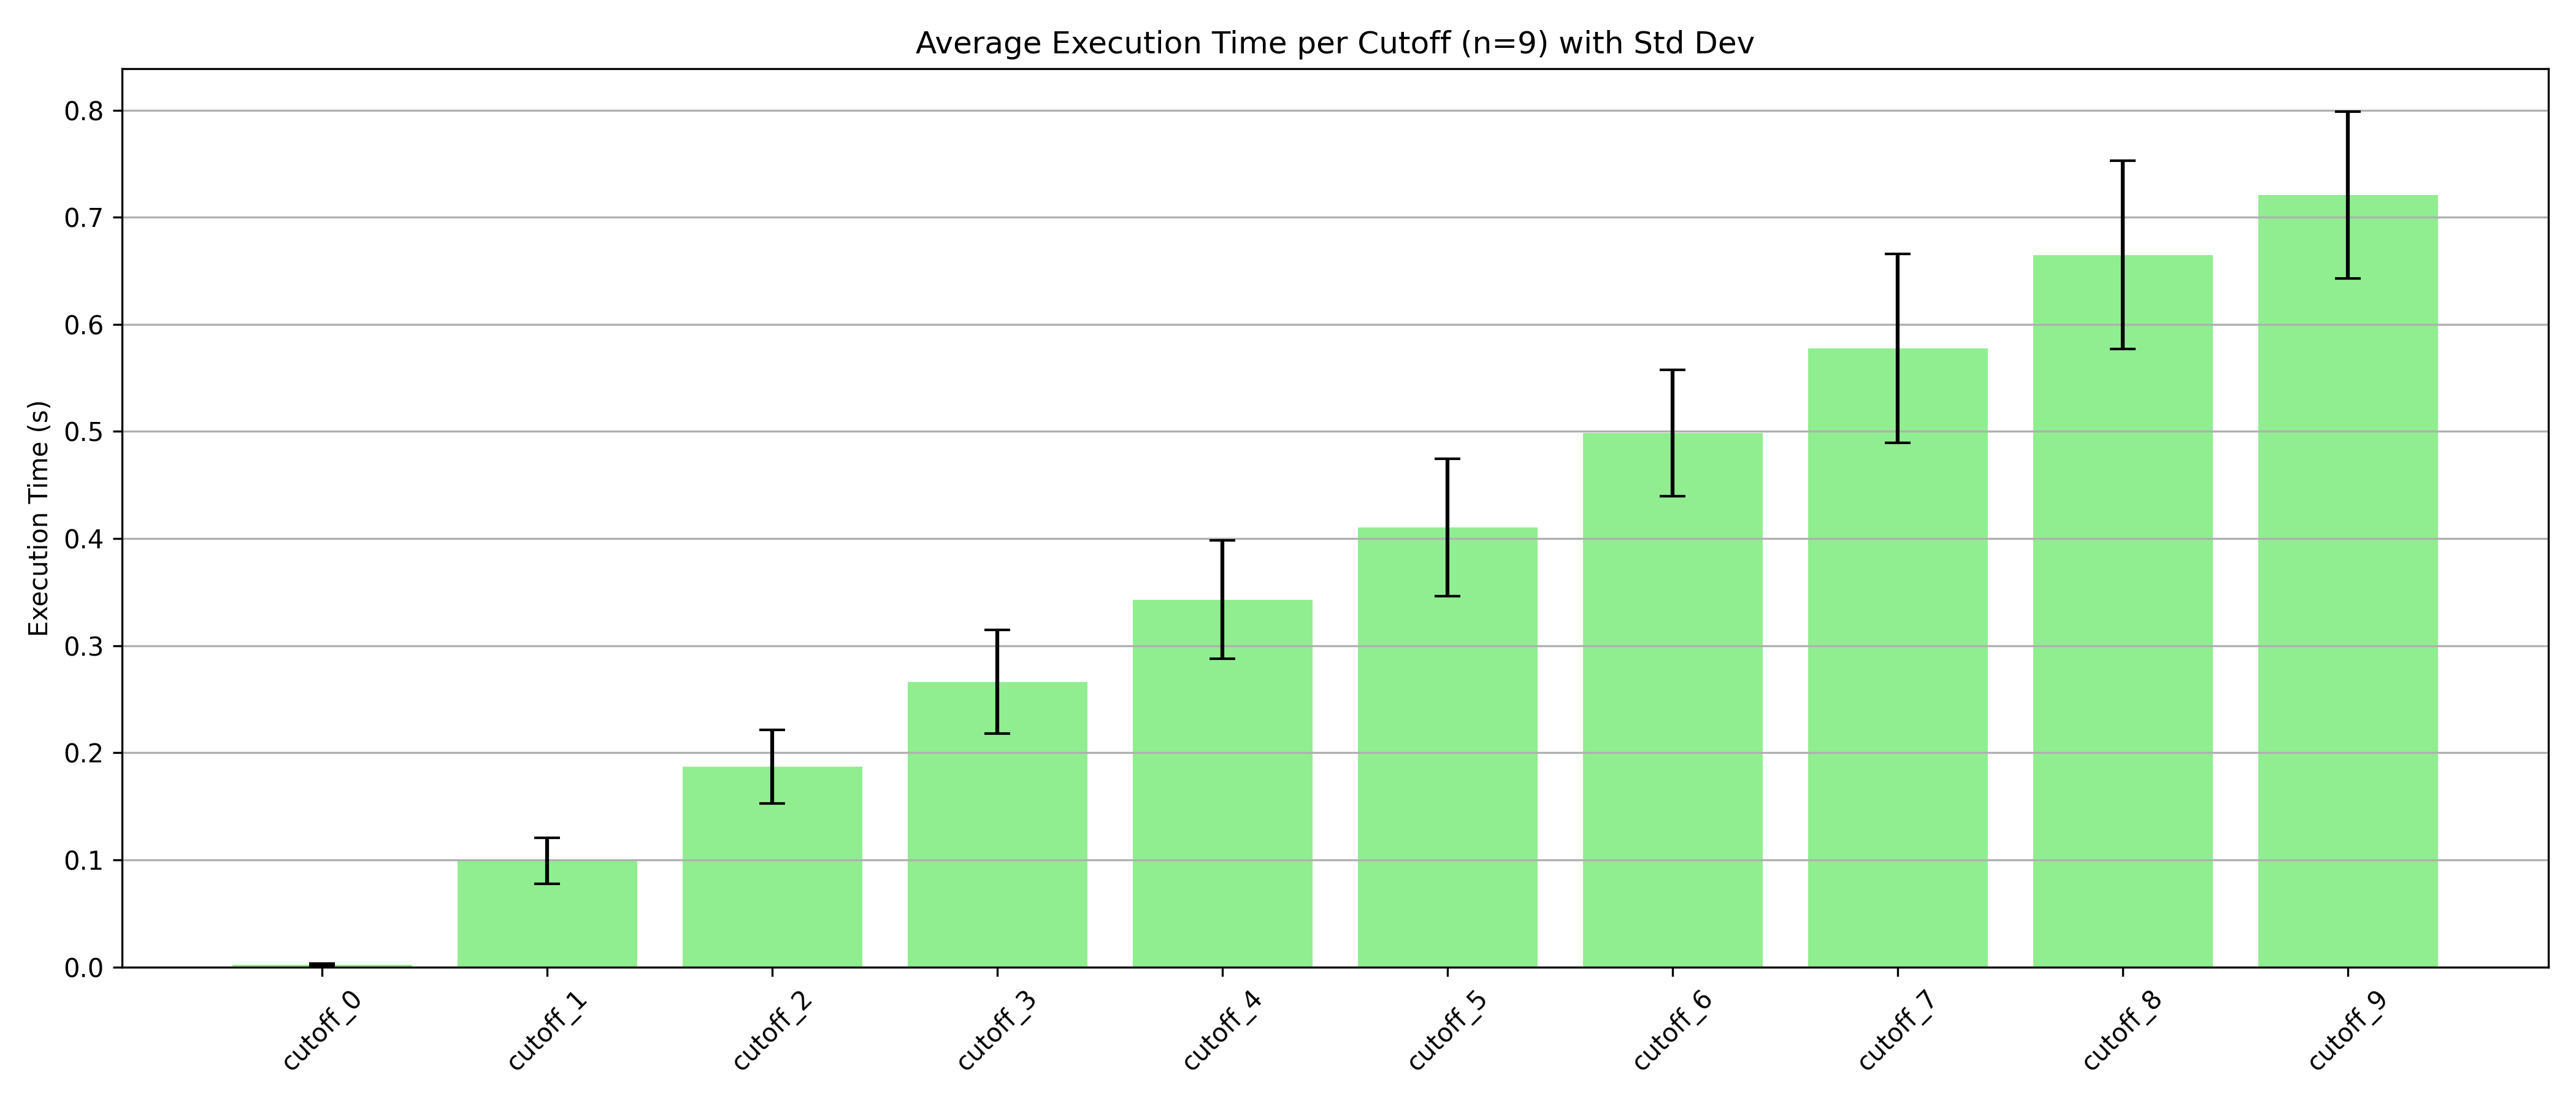 Average Execution Time per Cutoff (n=9) with Std Dev
Execution Time (s)
0.8
0.7
0.6
0.5
0.4
0.3
0.2
0.1
0.0
cutoff_0
cutoff_1
cutoff_2
cutoff_3
cutoff_4
cutoff_5
cutoff_6
cutoff_7
cutoff_8
cutoff_9